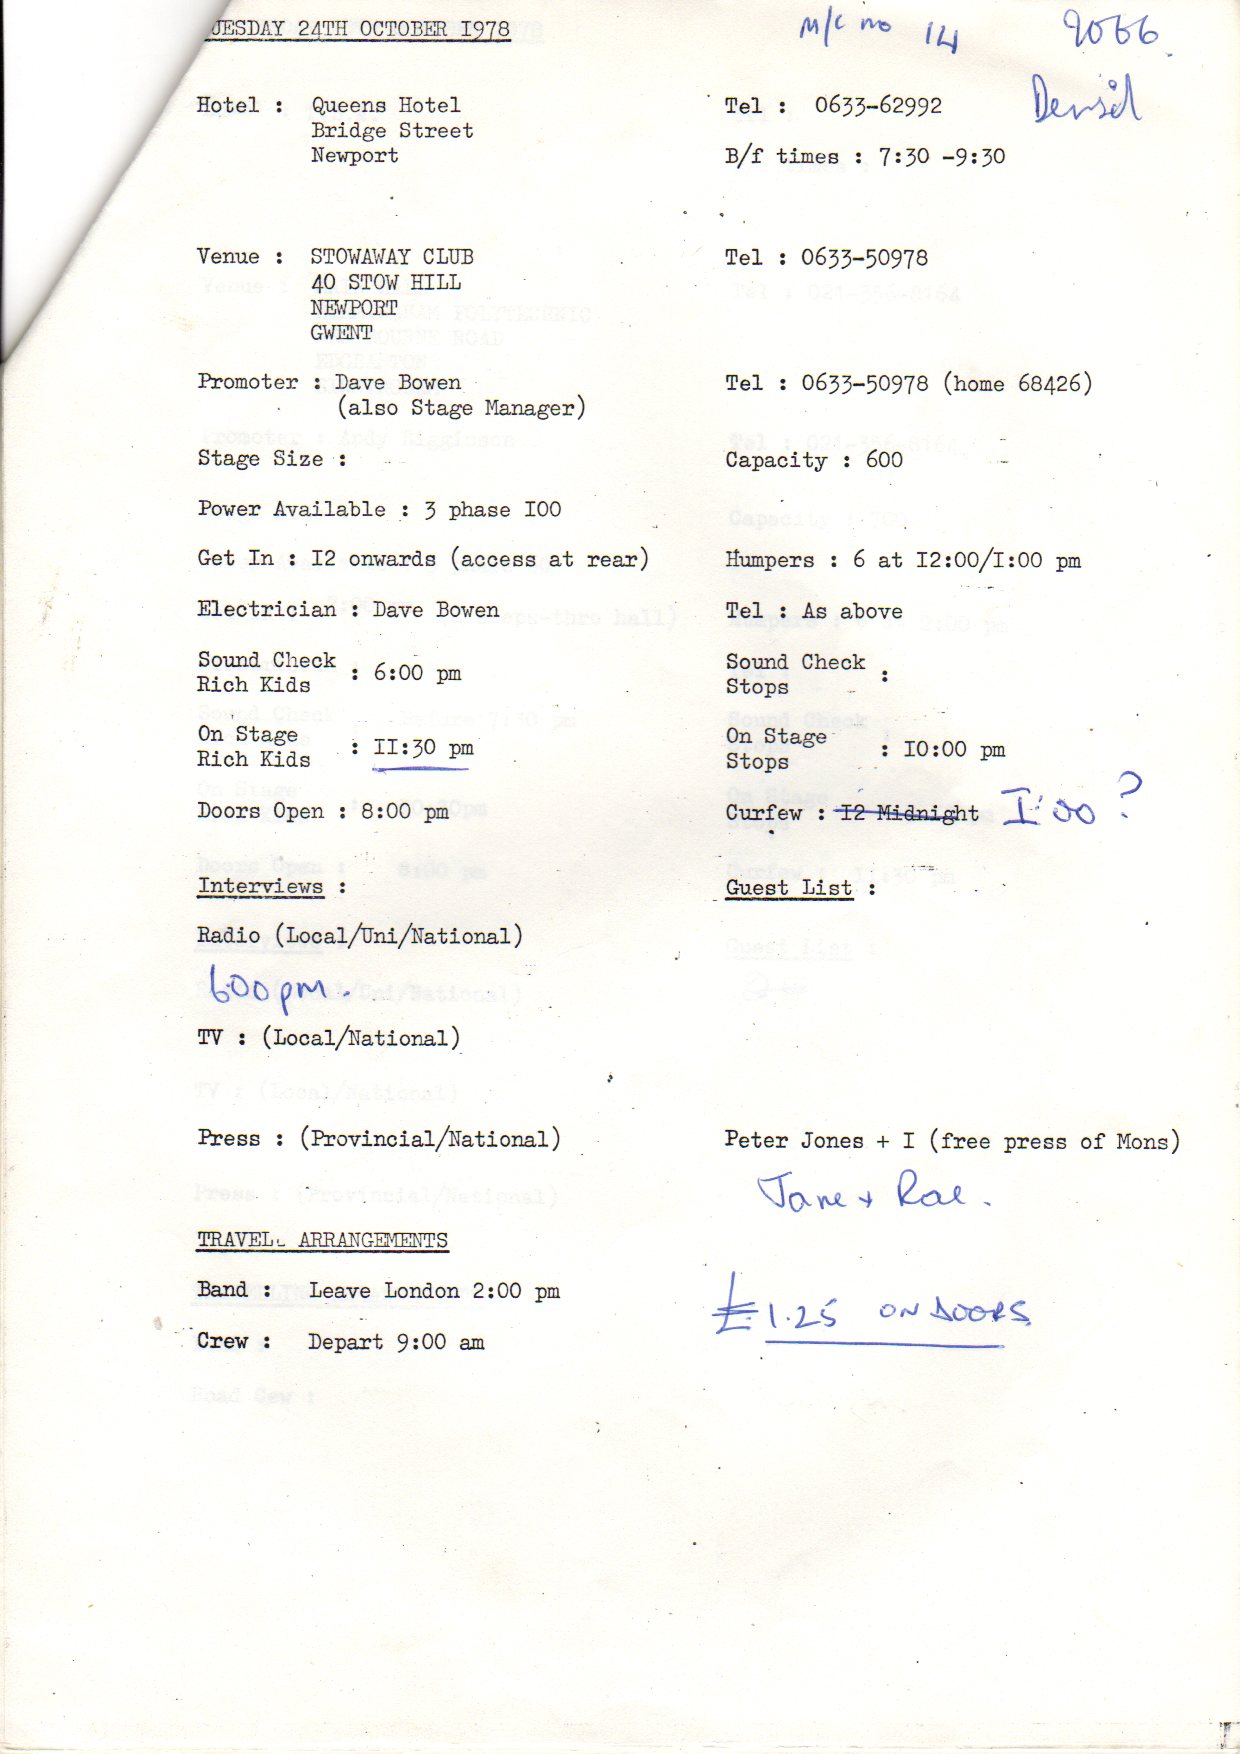 UESDAY 24TH OCTOBER I978
M/C no 14
9066
Densil
Hotel : Queens Hotel
Bridge Street
Newport
Tel : 0633-62992
B/f times : 7:30 -9:30
Venue : STOWAWAY CLUB
40 STOW HILL
NEWPORT
GWENT
Tel : 0633-50978
Promoter : Dave Bowen
(also Stage Manager)
Tel : 0633-50978 (home 68426)
Stage Size :
Capacity : 600
Power Available : 3 phase I00
Get In : I2 onwards (access at rear)
Humpers : 6 at I2:00/I:00 pm
Electrician : Dave Bowen
Tel : As above
Sound Check
Rich Kids : 6:00 pm
Sound Check
Stops :
On Stage
Rich Kids : II:30 pm
On Stage
Stops : I0:00 pm
Doors Open : 8:00 pm
Curfew : I2 Midnight I:00 ?
Interviews :
Guest List :
Radio (Local/Uni/National)
6:00 pm.
TV : (Local/National)
Press : (Provincial/National)
Peter Jones + I (free press of Mons)
Jane + Rae.
TRAVEL ARRANGEMENTS
Band : Leave London 2:00 pm
£1.25 ON DOORS
Crew : Depart 9:00 am